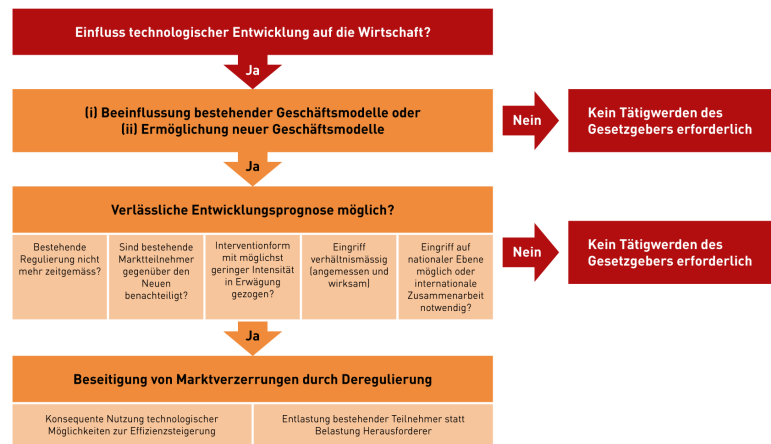 Einfluss technologischer Entwicklung auf die Wirtschaft?
Ja
(i) Beeinflussung bestehender Geschäftsmodelle oder
(ii) Ermöglichung neuer Geschäftsmodelle
Nein
Kein Tätigwerden des
Gesetzgebers erforderlich
Ja
Verlässliche Entwicklungsprognose möglich?
Bestehende
Regulierung nicht
mehr zeitgemäss?
Sind bestehende
Marktteilnehmer
gegenüber den
Neuen
benachteiligt?
Interventionform
mit möglichst
geringer Intensität
in Erwägung
gezogen?
Eingriff
verhältnismässig
(angemessen und
wirksam)
Eingriff auf
nationaler Ebene
möglich oder
internationale
Zusammenarbeit
notwendig?
Nein
Kein Tätigwerden des
Gesetzgebers erforderlich
Ja
Beseitigung von Marktverzerrungen durch Deregulierung
Konsequente Nutzung technologischer
Möglichkeiten zur Effizienzsteigerung
Entlastung bestehender Teilnehmer statt
Belastung Herausforderer